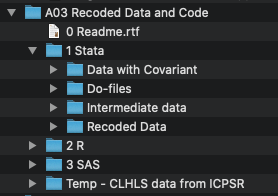 A03 Recoded Data and Code
0 Readme.rtf
1 Stata
Data with Covariant
Do-files
Intermediate data
Recoded Data
2 R
3 SAS
Temp - CLHLS data from ICPSR